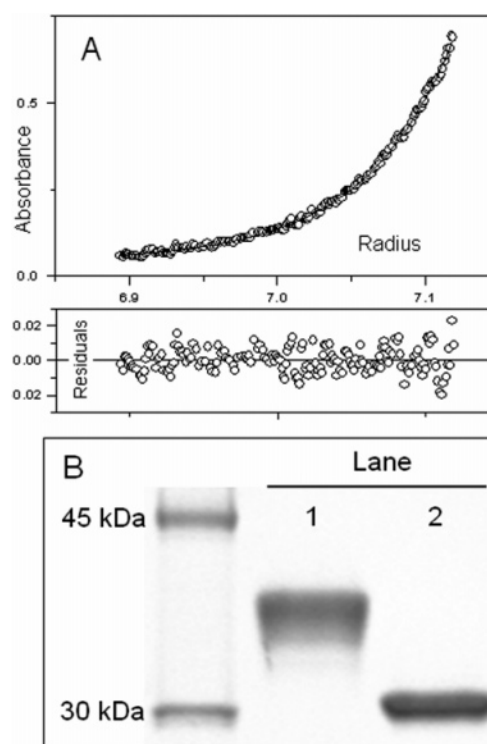 A
0.5
Absorbance
Radius
0.0
6.9 7.0 7.1
0.02
0.00
0.02
Residuals
B
Lane
45 kDa
1 2
30 kDa